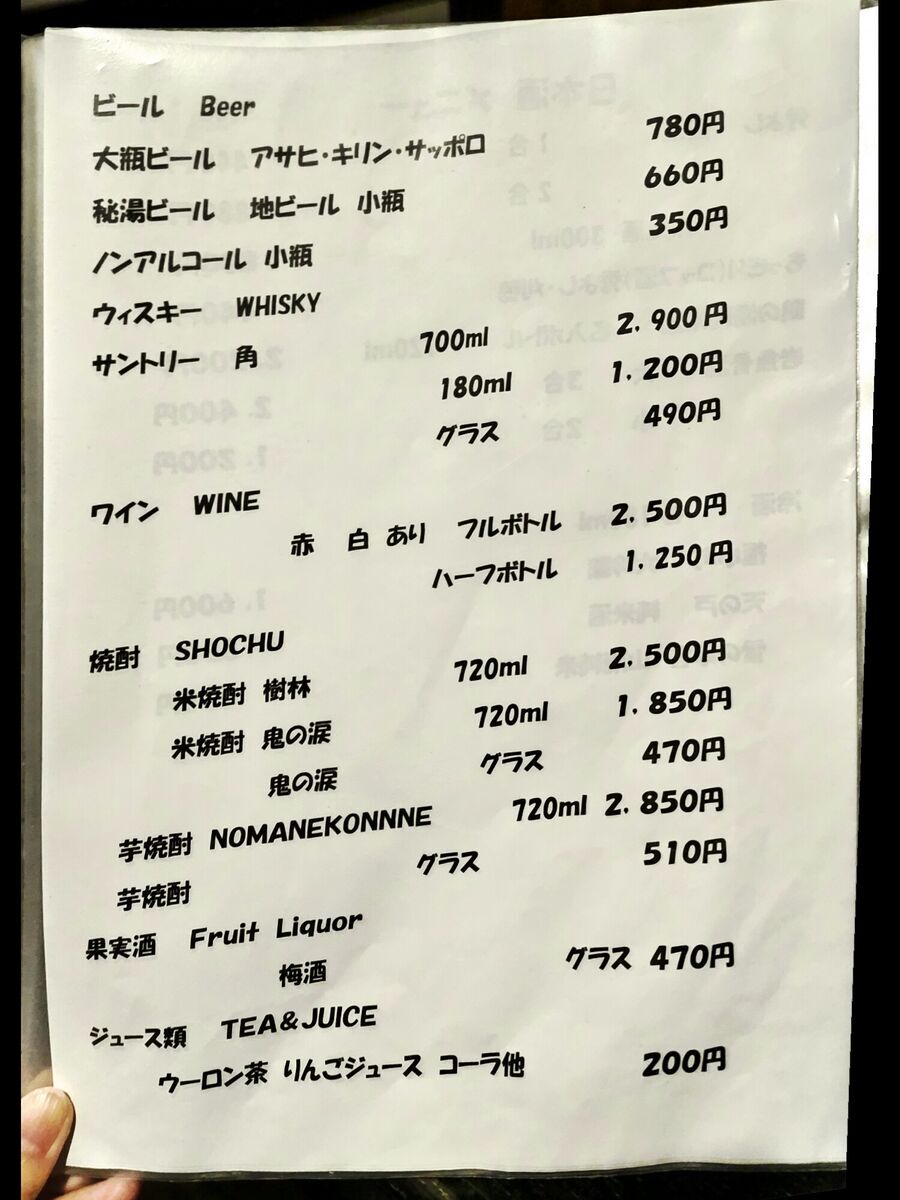 ビール Beer
大瓶ビール アサヒ・キリン・サッポロ 780円
秘湯ビール 地ビール 小瓶 660円
ノンアルコール 小瓶 350円
ウィスキー WHISKY
サントリー 角 700ml 2,900円
180ml 1,200円
グラス 490円
ワイン WINE
赤 白 あり フルボトル 2,500円
ハーフボトル 1,250円
焼酎 SHOCHU
米焼酎 樹林 720ml 2,500円
米焼酎 鬼の涙 720ml 1,850円
鬼の涙 グラス 470円
芋焼酎 NOMANEKONNNE 720ml 2,850円
芋焼酎 グラス 510円
果実酒 Fruit Liquor
梅酒 グラス 470円
ジュース類 TEA&JUICE
ウーロン茶 りんごジュース コーラ他 200円